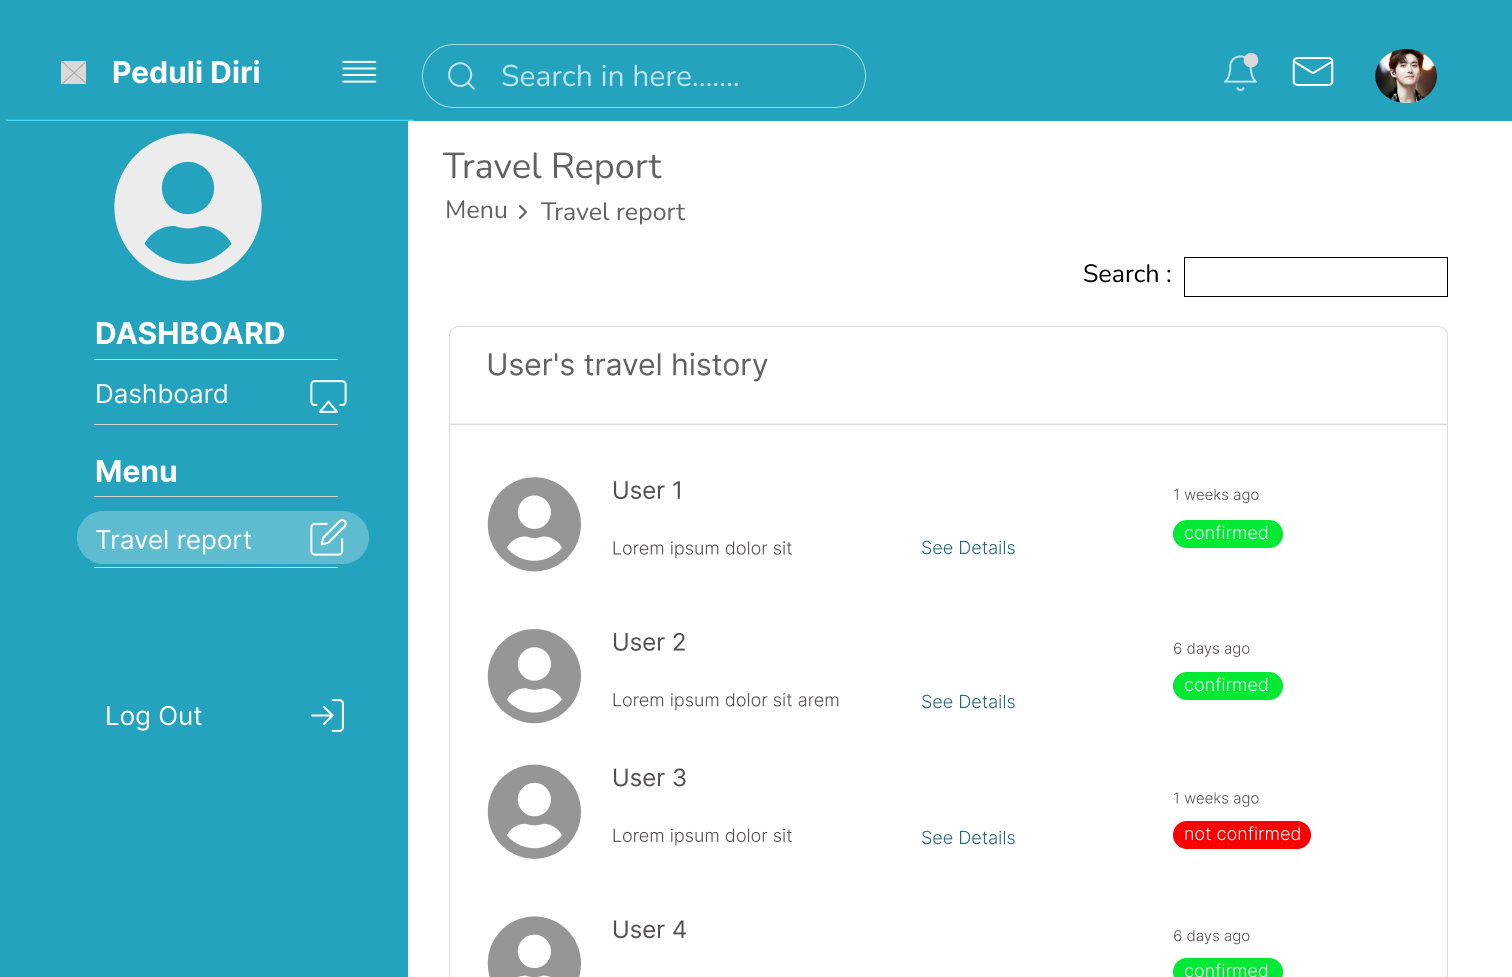 Peduli Diri
Search in here.......
DASHBOARD
Dashboard
Menu
Travel report
Log Out
Travel Report
Menu > Travel report
Search :
User's travel history
User 1
1 weeks ago
confirmed
Lorem ipsum dolor sit
See Details
User 2
6 days ago
confirmed
Lorem ipsum dolor sit arem
See Details
User 3
1 weeks ago
not confirmed
Lorem ipsum dolor sit
See Details
User 4
6 days ago
confirmed